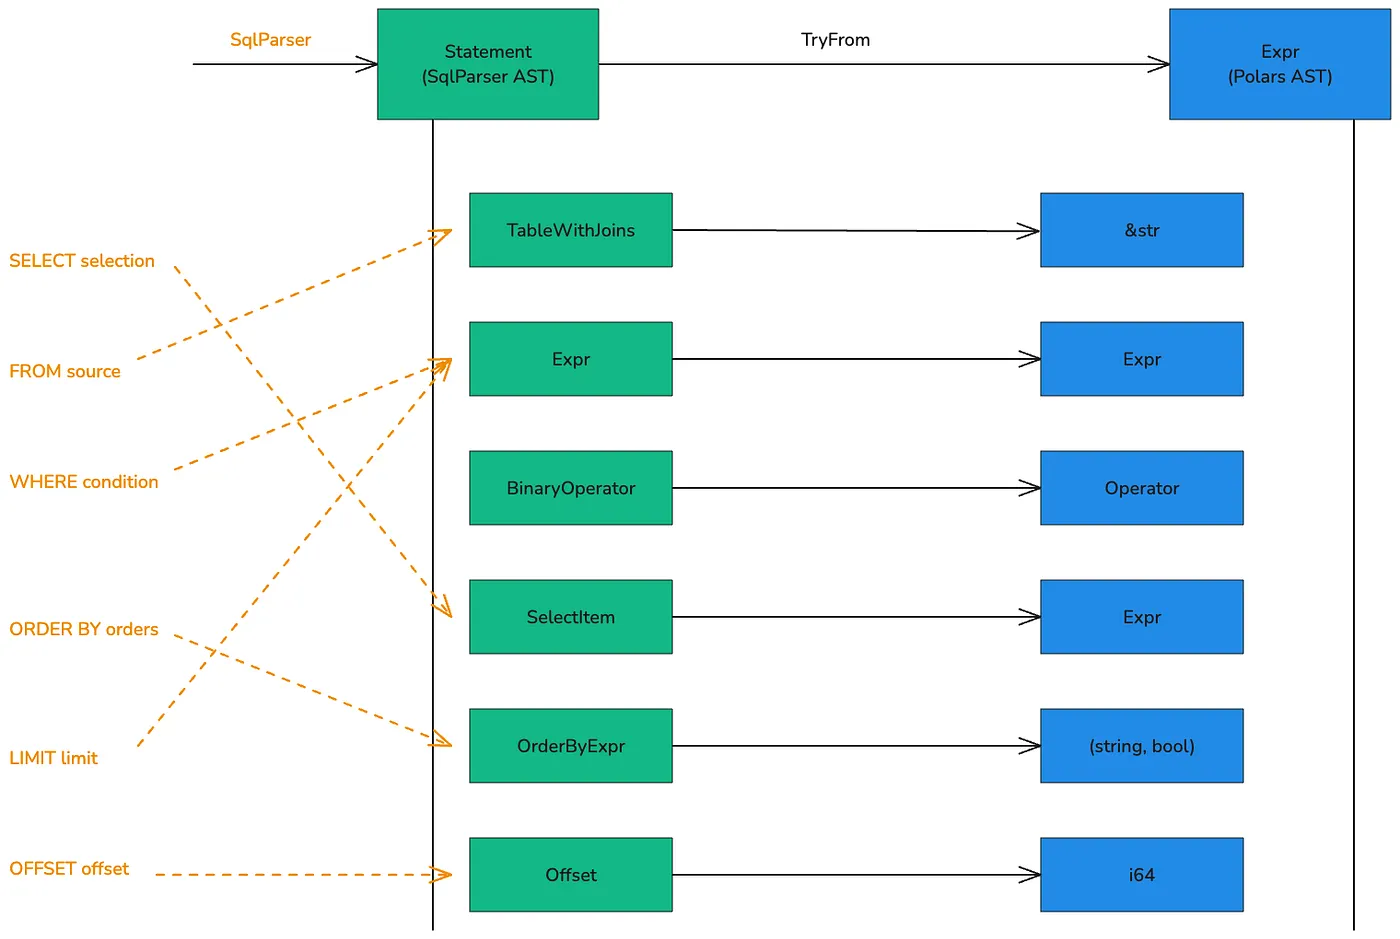 SqlParser
Statement
(SqlParser AST)
TryFrom
Expr
(Polars AST)
TableWithJoins
&str
SELECT selection
FROM source
Expr
Expr
WHERE condition
BinaryOperator
Operator
SelectItem
Expr
ORDER BY orders
OrderByExpr
(string, bool)
LIMIT limit
OFFSET offset
Offset
i64